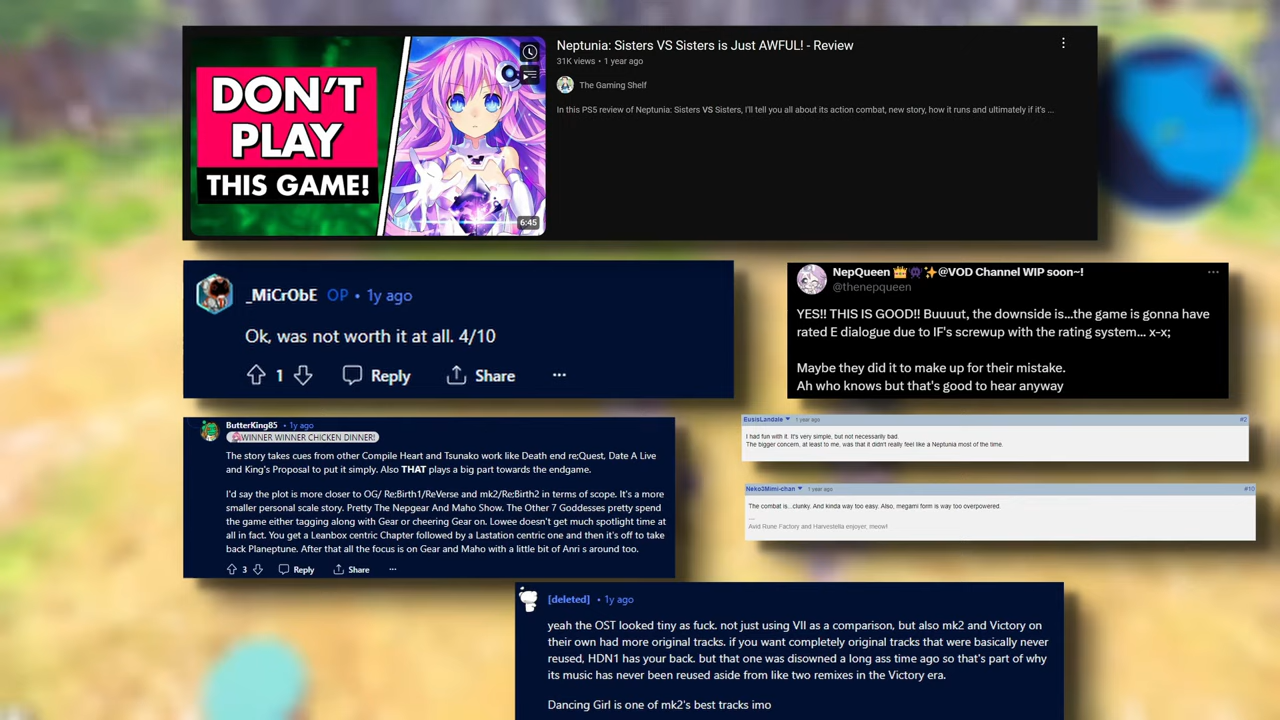 DON'T
PLAY
THIS GAME!
6:45
Neptunia: Sisters VS Sisters is Just AWFUL! - Review
31K views • 1 year ago
The Gaming Shelf
In this PS5 review of Neptunia: Sisters VS Sisters, I'll tell you all about its action combat, new story, how it runs and ultimately if it's ...
_MiCrObE OP • 1y ago
Ok, was not worth it at all. 4/10
1 Reply Share ...
NepQueen 👑👾✨@VOD Channel WIP soon~!
@thenepqueen
YES!! THIS IS GOOD!! Buuuut, the downside is...the game is gonna have
rated E dialogue due to IF's screwup with the rating system... x-x;
Maybe they did it to make up for their mistake.
Ah who knows but that's good to hear anyway
ButterKing85 • 1y ago
WINNER WINNER CHICKEN DINNER!
The story takes cues from other Compile Heart and Tsunako work like Death end re;Quest, Date A Live
and King's Proposal to put it simply. Also THAT plays a big part towards the endgame.
I'd say the plot is more closer to OG/ Re;Birth1/ReVerse and mk2/Re;Birth2 in terms of scope. It's a more
smaller personal scale story. Pretty The Nepgear And Maho Show. The Other 7 Goddesses pretty spend
the game either tagging along with Gear or cheering Gear on. Lowee doesn't get much spotlight time at
all in fact. You get a Leanbox centric Chapter followed by a Lastation centric one and then it's off to take
back Planeptune. After that all the focus is on Gear and Maho with a little bit of Anri s around too.
3 Reply Share ...
EusisLandale 1 year ago #2
I had fun with it. It's very simple, but not necessarily bad.
The bigger concern, at least to me, was that it didn't really feel like a Neptunia most of the time.
Neko3Mimi-chan 1 year ago #10
The combat is...clunky. And kinda way too easy. Also, megami form is way too overpowered.
...
Avid Rune Factory and Harvestella enjoyer, meow!
[deleted] • 1y ago
yeah the OST looked tiny as fuck. not just using VII as a comparison, but also mk2 and Victory on
their own had more original tracks. if you want completely original tracks that were basically never
reused, HDN1 has your back. but that one was disowned a long ass time ago so that's part of why
its music has never been reused aside from like two remixes in the Victory era.
Dancing Girl is one of mk2's best tracks imo